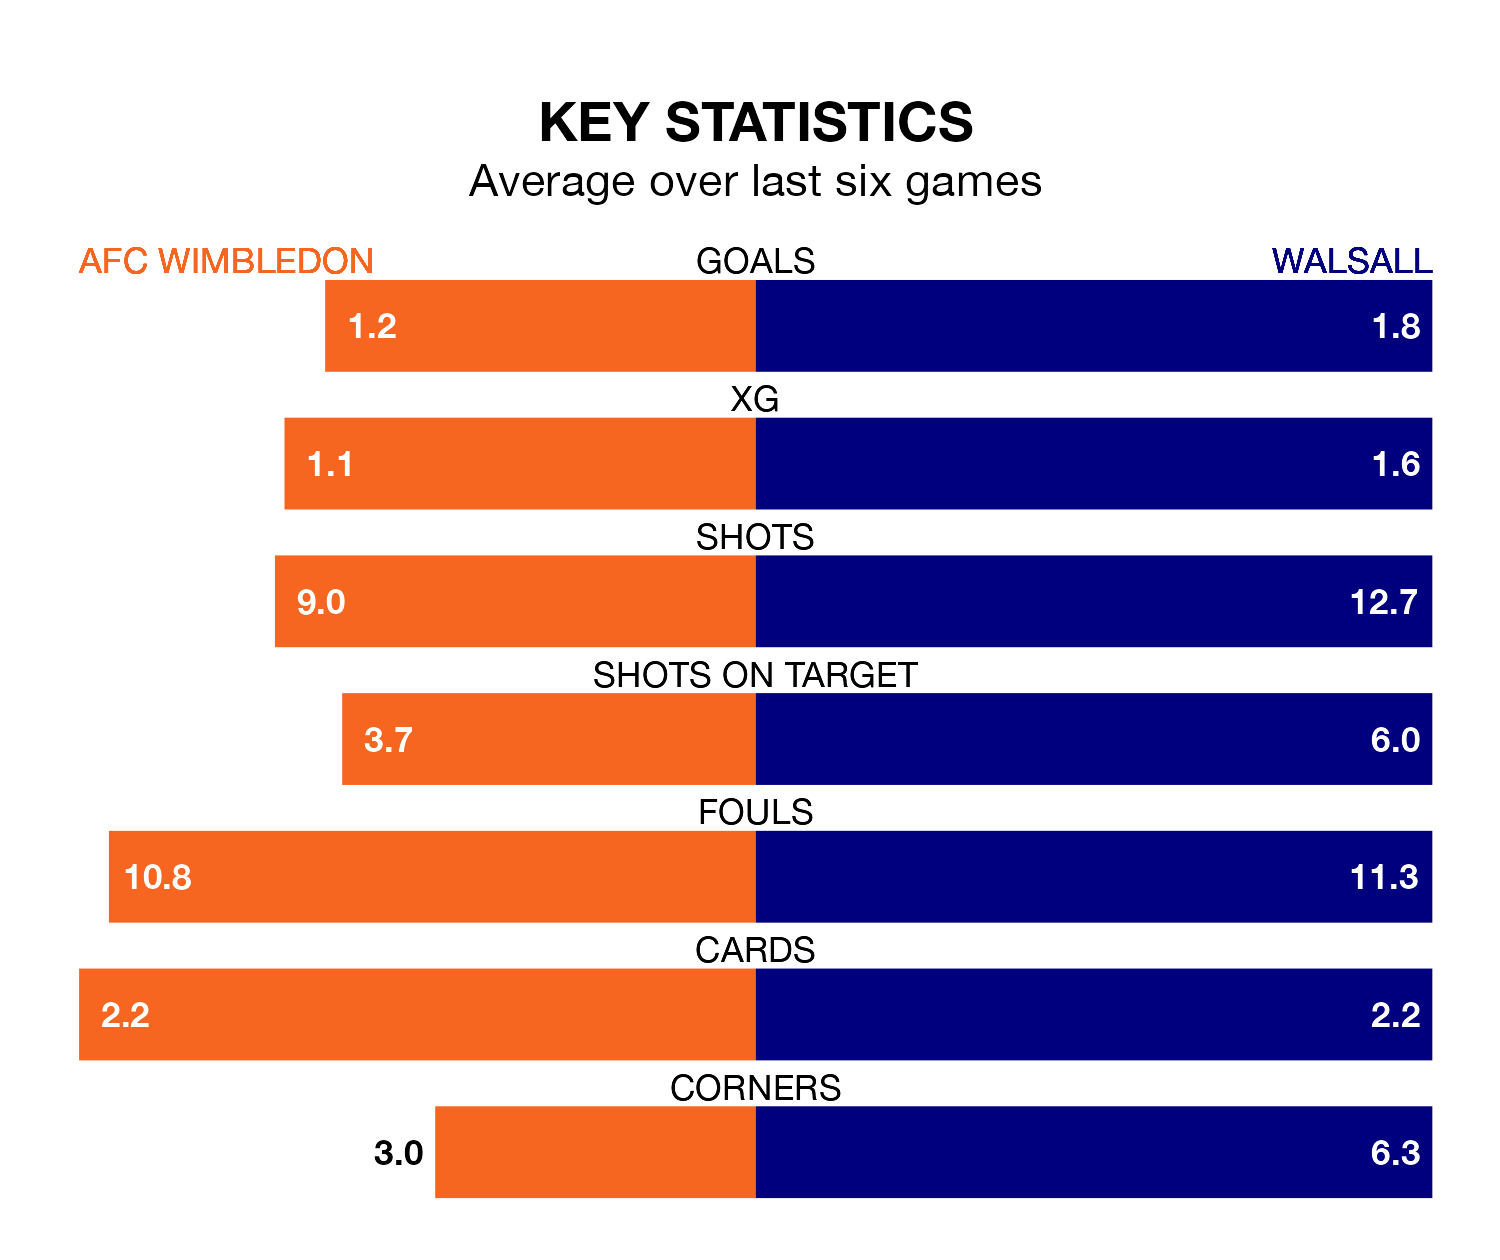 KEY STATISTICS
Average over last six games
AFC WIMBLEDON GOALS WALSALL
1.2 1.8
XG
1.1 1.6
SHOTS
9.0 12.7
SHOTS ON TARGET
3.7 6.0
FOULS
10.8 11.3
CARDS
2.2 2.2
CORNERS
3.0 6.3